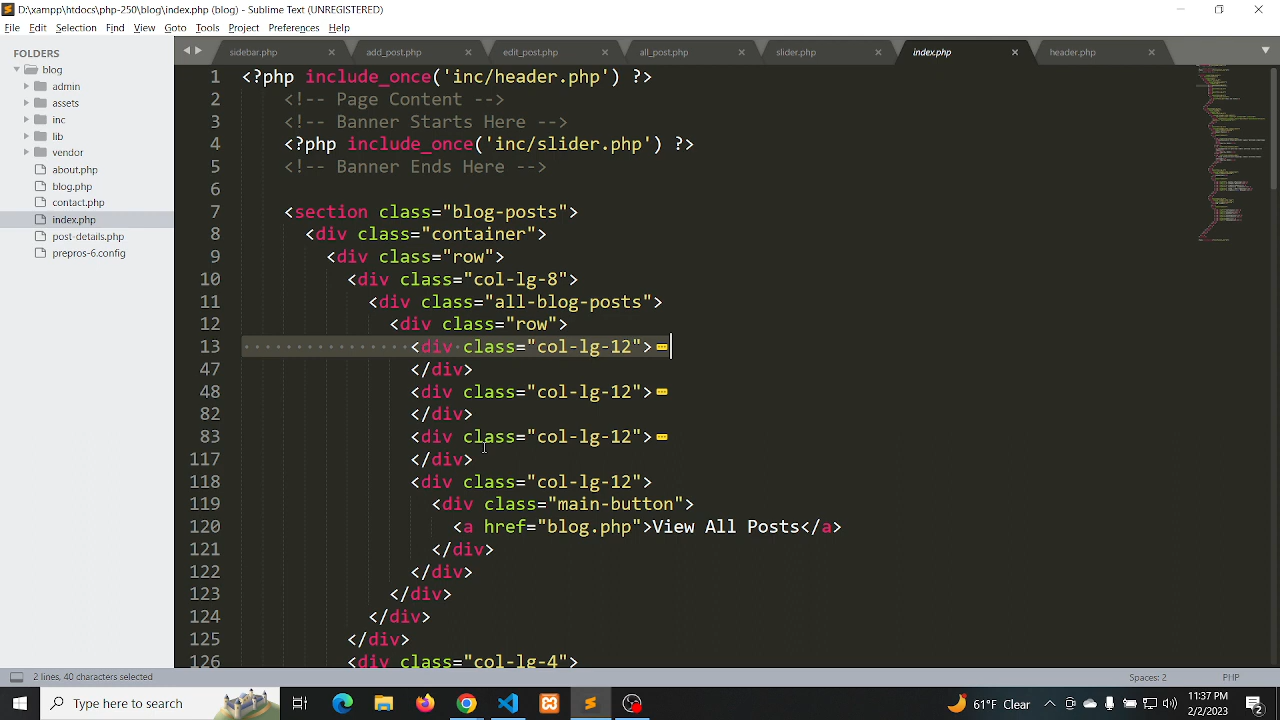 D:\xampp\htdocs\php-250\blog\index.php (blog) - Sublime Text (UNREGISTERED)
File Edit Selection Find View Goto Tools Project Preferences Help
FOLDERS
blog
admin
assets
inc
lib
vendor
about.php
blog.php
contact.php
index.php
post-details.php
prepros-6.config
sidebar.php add_post.php edit_post.php all_post.php slider.php index.php header.php
1 <?php include_once('inc/header.php') ?>
2 <!-- Page Content -->
3 <!-- Banner Starts Here -->
4 <?php include_once('inc/slider.php') ?>
5 <!-- Banner Ends Here -->
6
7 <section class="blog-posts">
8 <div class="container">
9 <div class="row">
10 <div class="col-lg-8">
11 <div class="all-blog-posts">
12 <div class="row">
13 <div class="col-lg-12">
47 </div>
48 <div class="col-lg-12">
82 </div>
83 <div class="col-lg-12">
117 </div>
118 <div class="col-lg-12">
119 <div class="main-button">
120 <a href="blog.php">View All Posts</a>
121 </div>
122 </div>
123 </div>
124 </div>
125 </div>
126 <div class="col-lg-4">
2 lines, 40 characters selected Spaces: 2 PHP
Type here to search
61°F Clear
11:37 PM
2/2/2023
2